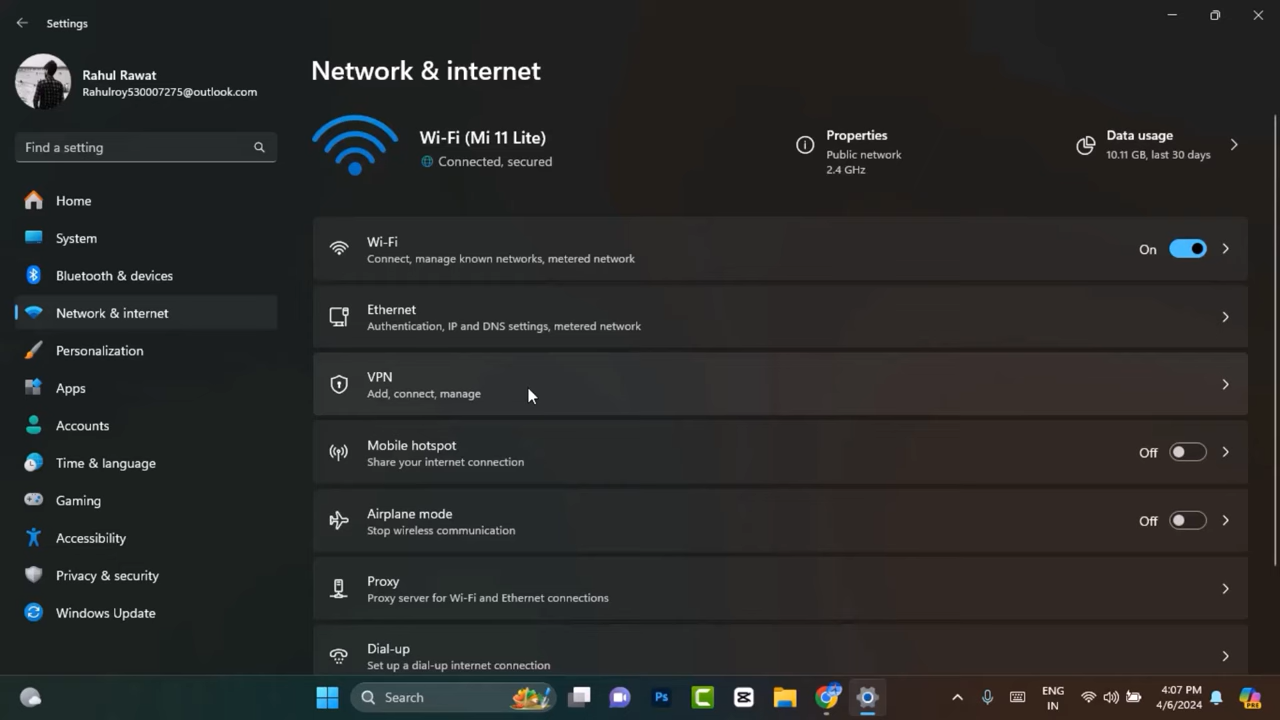 Settings
Rahul Rawat
Rahulroy530007275@outlook.com
Find a setting
Home
System
Bluetooth & devices
Network & internet
Personalization
Apps
Accounts
Time & language
Gaming
Accessibility
Privacy & security
Windows Update
Network & internet
Wi-Fi (Mi 11 Lite)
Connected, secured
Properties
Public network
2.4 GHz
Data usage
10.11 GB, last 30 days
Wi-Fi
Connect, manage known networks, metered network
On
Ethernet
Authentication, IP and DNS settings, metered network
VPN
Add, connect, manage
Mobile hotspot
Share your internet connection
Off
Airplane mode
Stop wireless communication
Off
Proxy
Proxy server for Wi-Fi and Ethernet connections
Dial-up
Set up a dial-up internet connection
Search
Ps
ENG
IN
4:07 PM
4/6/2024
PRE